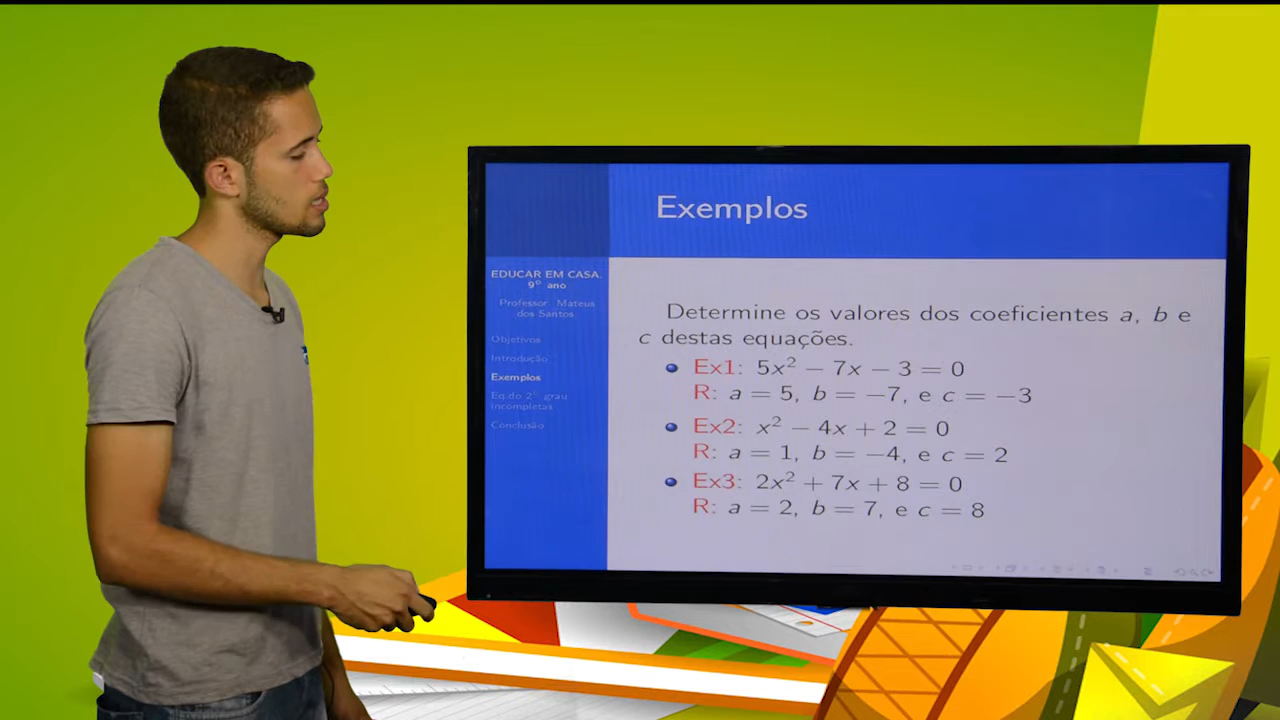 Exemplos
EDUCAR EM CASA.
9º ano
Professor Mateus
dos Santos
Objetivos
Introdução
Exemplos
Eq.do 2° grau
incompletas
Conclusão
Determine os valores dos coeficientes a, b e
c destas equações.
Ex1: 5x² − 7x − 3 = 0
R: a = 5, b = −7, e c = −3
Ex2: x² − 4x + 2 = 0
R: a = 1, b = −4, e c = 2
Ex3: 2x² + 7x + 8 = 0
R: a = 2, b = 7, e c = 8